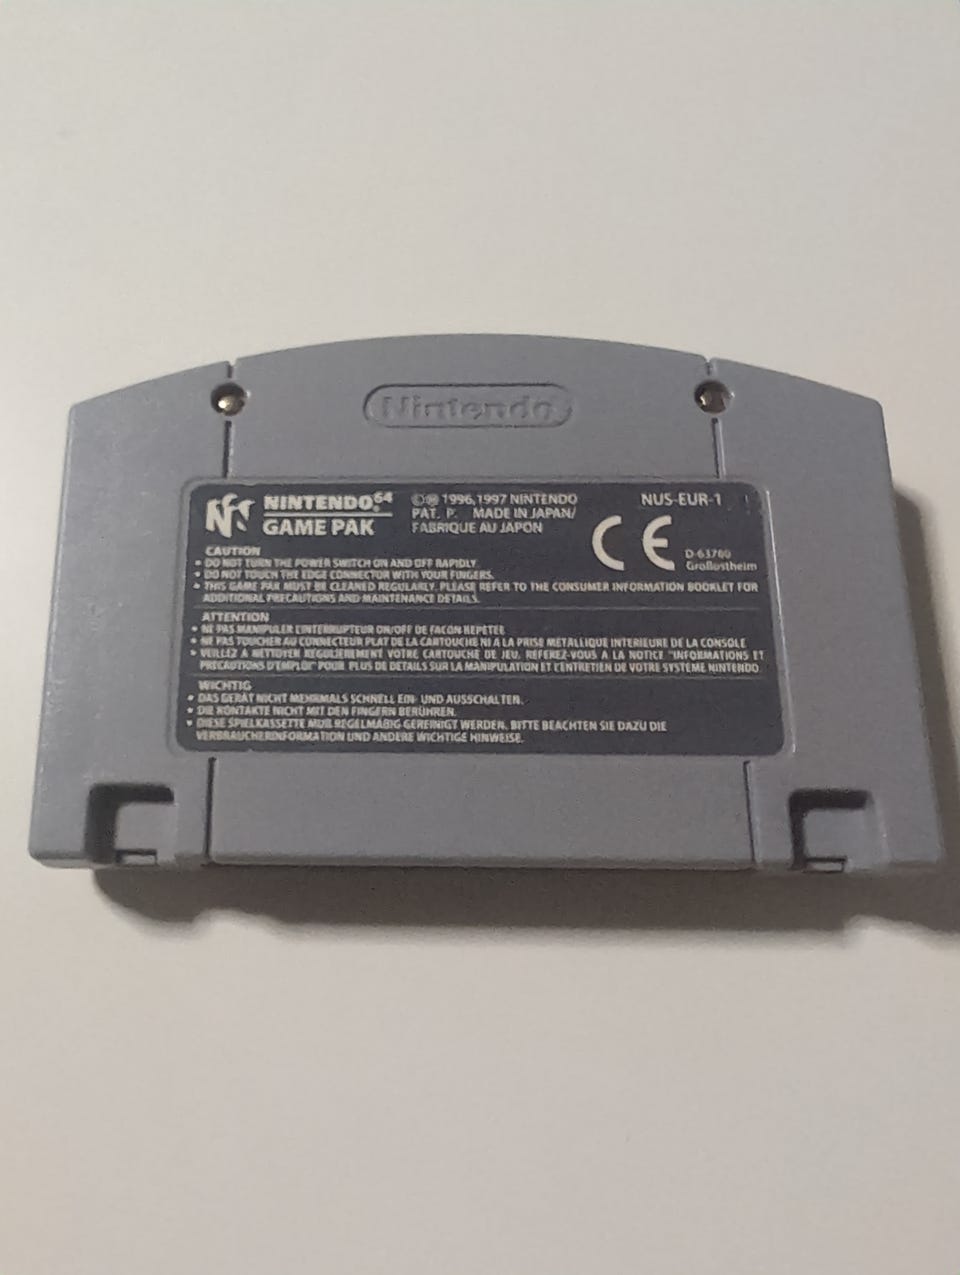 Nintendo
NINTENDO 64
GAME PAK
©Ⓜ 1996,1997 NINTENDO
PAT. P. MADE IN JAPAN/
FABRIQUE AU JAPON
NUS-EUR-1
CE
D-63760
Großostheim
CAUTION
• DO NOT TURN THE POWER SWITCH ON AND OFF RAPIDLY.
• DO NOT TOUCH THE EDGE CONNECTOR WITH YOUR FINGERS.
• THIS GAME PAK MUST BE CLEANED REGULARLY. PLEASE REFER TO THE CONSUMER INFORMATION BOOKLET FOR
ADDITIONAL PRECAUTIONS AND MAINTENANCE DETAILS.
ATTENTION
• NE PAS MANIPULER L'INTERRUPTEUR ON/OFF DE FACON REPETEE
• NE PAS TOUCHER AU CONNECTEUR PLAT DE LA CARTOUCHE NI A LA PRISE METALLIQUE INTERIEURE DE LA CONSOLE
• VEILLEZ A NETTOYER REGULIEREMENT VOTRE CARTOUCHE DE JEU. REFEREZ-VOUS A LA NOTICE "INFORMATIONS ET
PRECAUTIONS D'EMPLOI" POUR PLUS DE DETAILS SUR LA MANIPULATION ET L'ENTRETIEN DE VOTRE SYSTEME NINTENDO.
WICHTIG
• DAS GERÄT NICHT MEHRMALS SCHNELL EIN- UND AUSSCHALTEN.
• DIE KONTAKTE NICHT MIT DEN FINGERN BERÜHREN.
• DIESE SPIELKASSETTE MUß REGELMÄßIG GEREINIGT WERDEN. BITTE BEACHTEN SIE DAZU DIE
VERBRAUCHERINFORMATION UND ANDERE WICHTIGE HINWEISE.